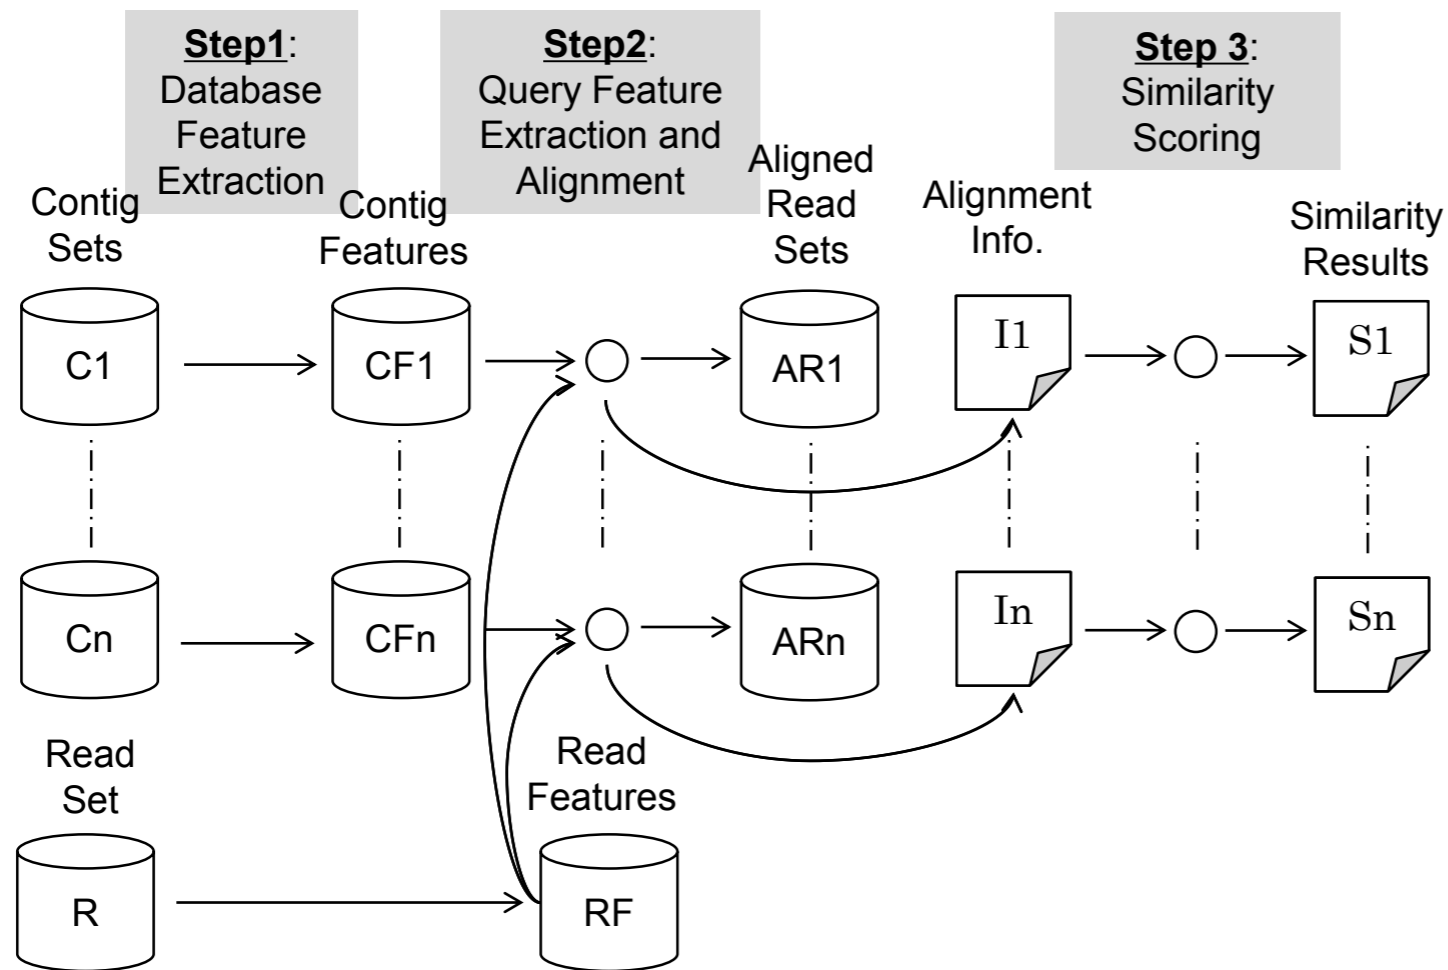 Step1:
Database
Feature
Extraction
Step2:
Query Feature
Extraction and
Alignment
Step 3:
Similarity
Scoring
Contig
Sets
Contig
Features
Aligned
Read
Sets
Alignment
Info.
Similarity
Results
C1
CF1
AR1
I1
S1
Cn
CFn
ARn
In
Sn
Read
Set
Read
Features
R
RF